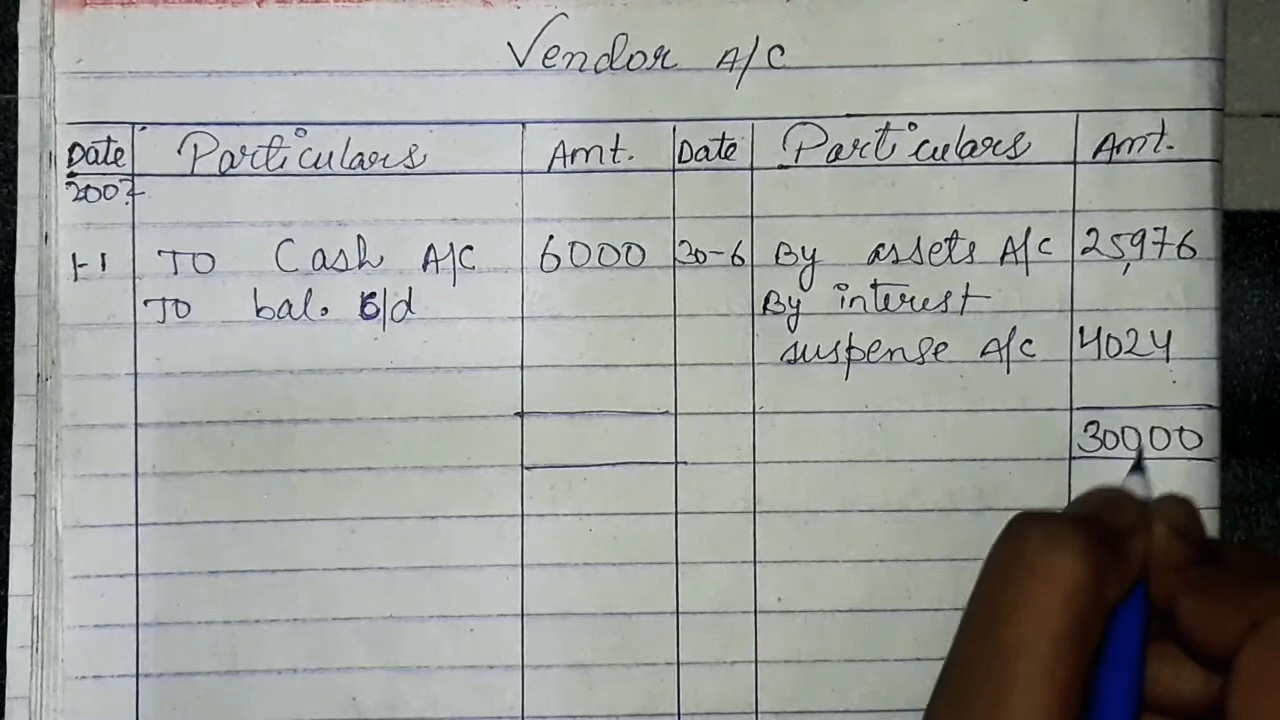 Vendor A/C
Date Particulars Amt. Date Particulars Amt.
2007
1-1 To Cash A/C 6000 30-6 By assets A/C 25,976
To bal. c/d By interest
suspense A/c 4024
30000